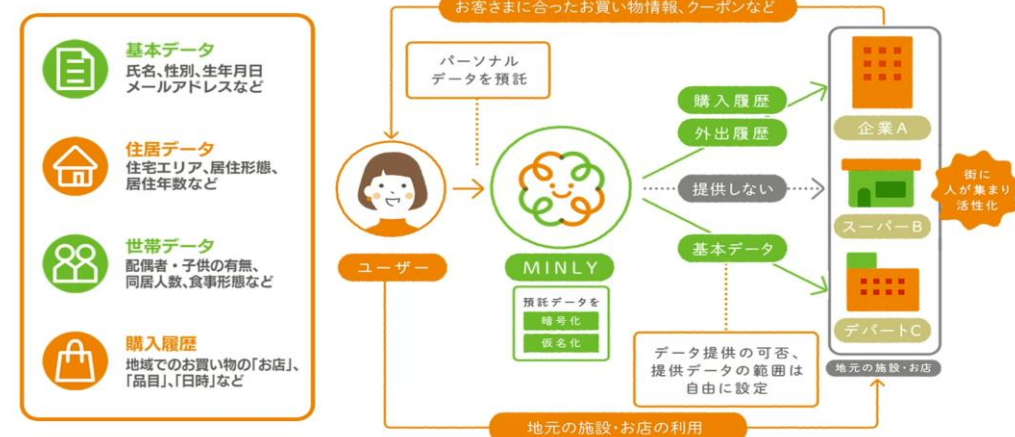 お客さまに合ったお買い物情報、クーポンなど
基本データ
氏名、性別、生年月日
メールアドレスなど
住居データ
住宅エリア、居住形態、
居住年数など
世帯データ
配偶者・子供の有無、
同居人数、食事形態など
購入履歴
地域でのお買い物の「お店」、
「品目」、「日時」など
パーソナル
データを預託
ユーザー
MINLY
預託データを
暗号化
仮名化
購入履歴
外出履歴
提供しない
基本データ
データ提供の可否、
提供データの範囲は
自由に設定
企業A
スーパーB
デパートC
地元の施設・お店
街に
人が集まり
活性化
地元の施設・お店の利用